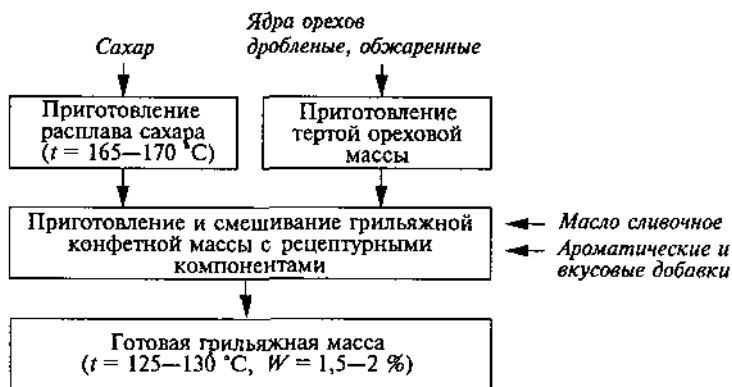 Сахар
Ядра орехов
дробленые, обжаренные
Приготовление
расплава сахара
(t = 165—170 °C)
Приготовление
тертой ореховой
массы
Приготовление и смешивание грильяжной
конфетной массы с рецептурными
компонентами
Масло сливочное
Ароматические и
вкусовые добавки
Готовая грильяжная масса
(t = 125—130 °C, W = 1,5—2 %)